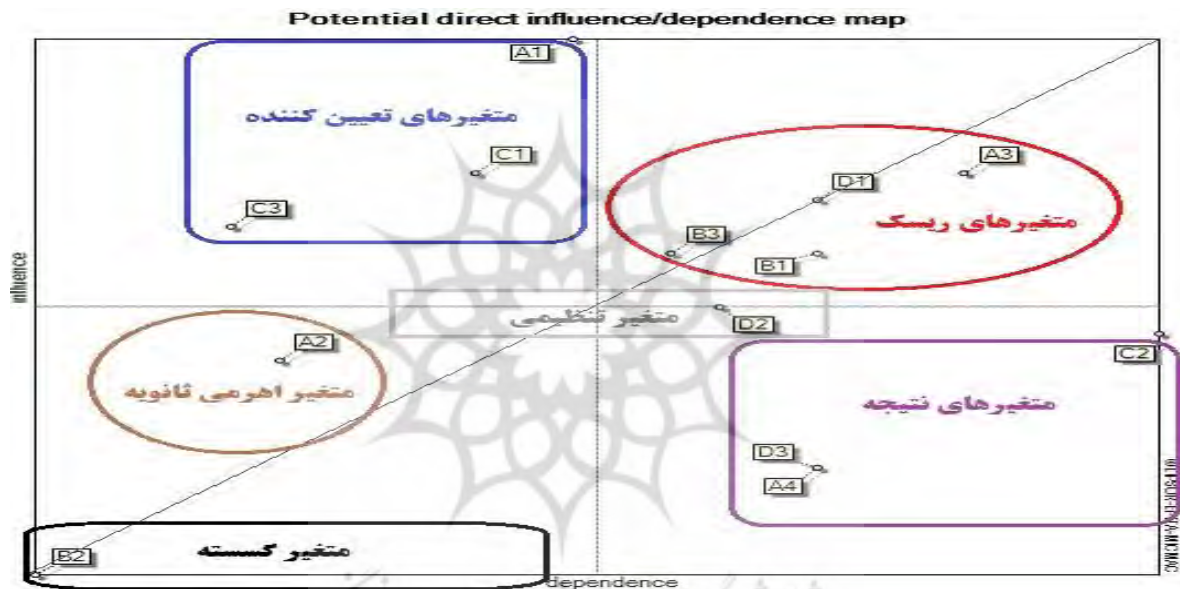 Potential direct influence/dependence map
A1
متغیرهای تعیین کننده
C1
A3
D1
C3
متغیرهای ریسک
B3
B1
influence
متغیر تنظیمی
D2
A2
C2
متغیر اهرمی ثانویه
متغیرهای نتیجه
D3
A4
متغیر گسسته
B2
dependence